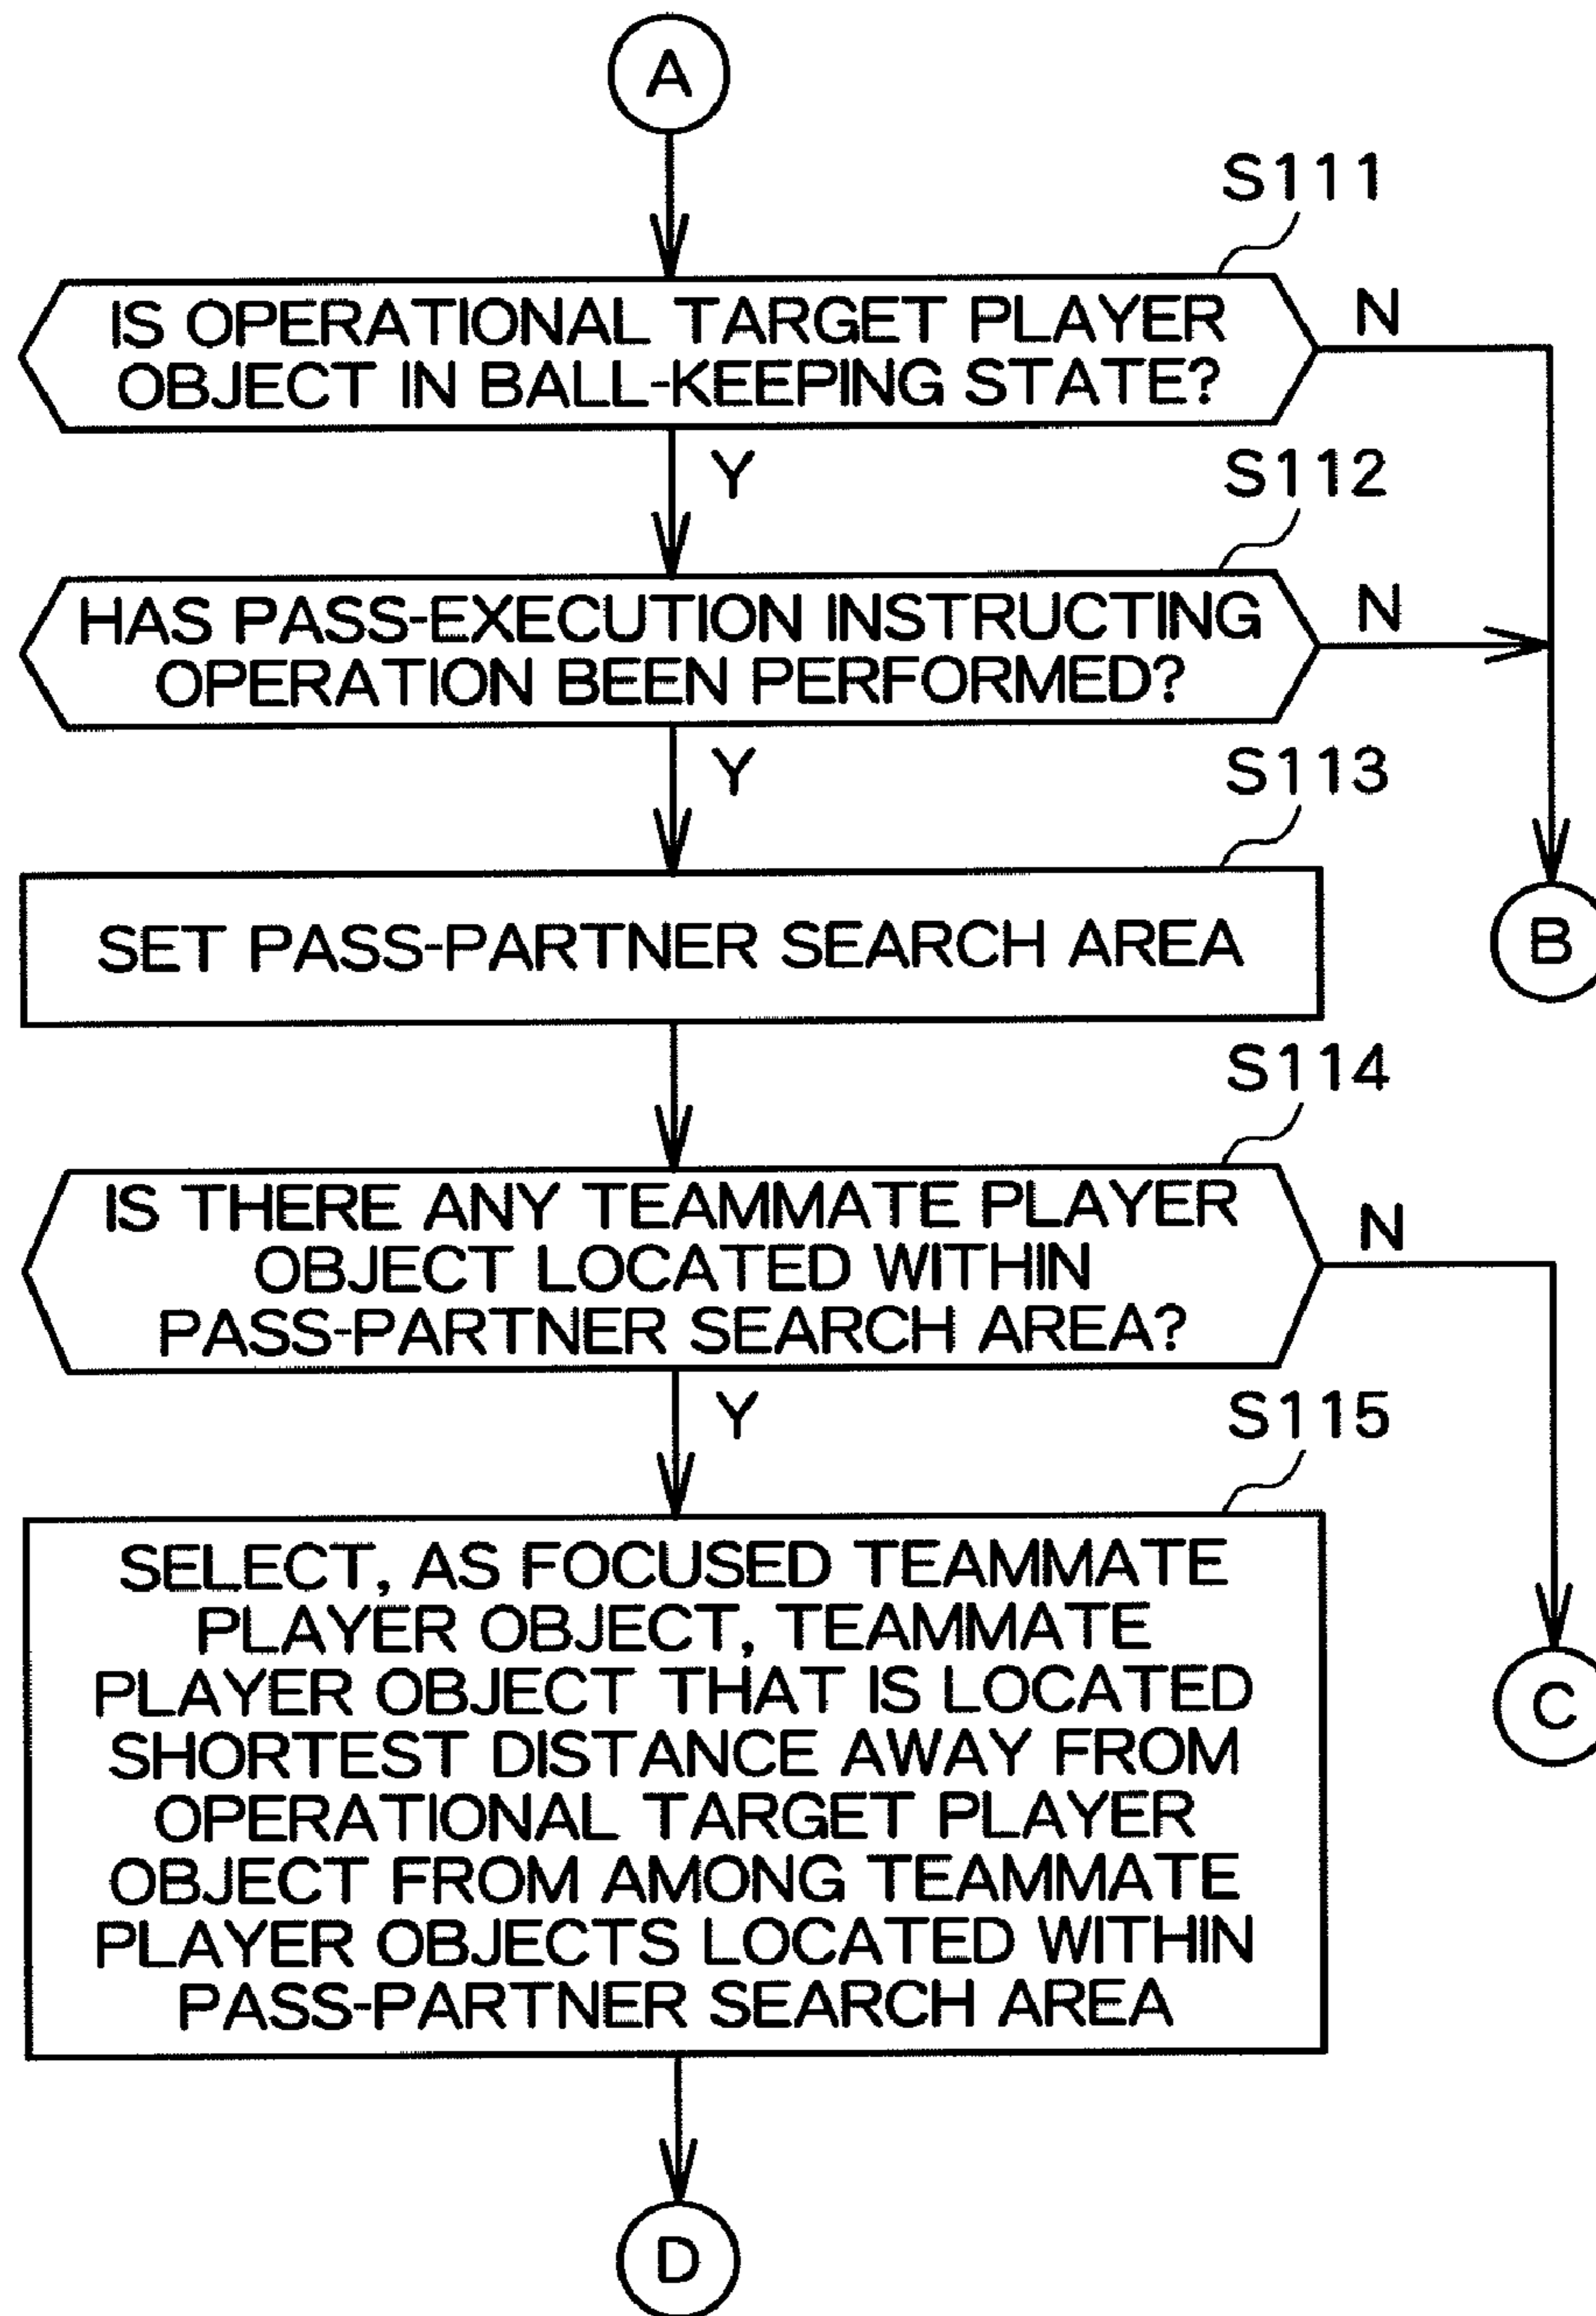 A
S111
IS OPERATIONAL TARGET PLAYER
OBJECT IN BALL-KEEPING STATE?
N
Y
S112
HAS PASS-EXECUTION INSTRUCTING
OPERATION BEEN PERFORMED?
N
Y
S113
SET PASS-PARTNER SEARCH AREA
B
S114
IS THERE ANY TEAMMATE PLAYER
OBJECT LOCATED WITHIN
PASS-PARTNER SEARCH AREA?
N
Y
S115
SELECT, AS FOCUSED TEAMMATE
PLAYER OBJECT, TEAMMATE
PLAYER OBJECT THAT IS LOCATED
SHORTEST DISTANCE AWAY FROM
OPERATIONAL TARGET PLAYER
OBJECT FROM AMONG TEAMMATE
PLAYER OBJECTS LOCATED WITHIN
PASS-PARTNER SEARCH AREA
C
D